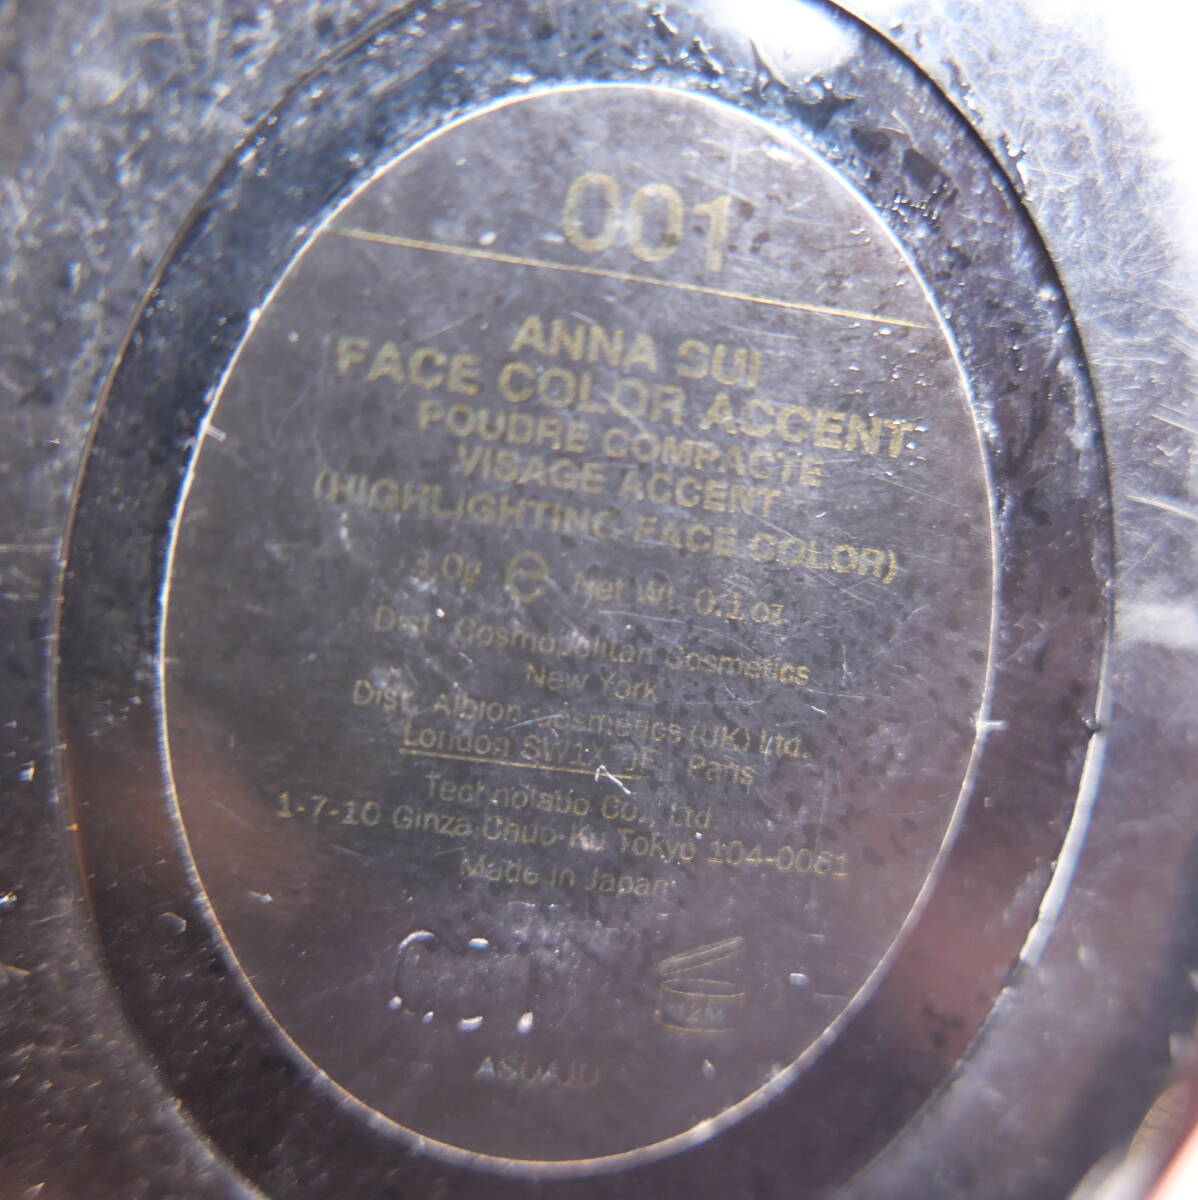 001
ANNA SUI
FACE COLOR ACCENT
POUDRE COMPACTE
VISAGE ACCENT
(HIGHLIGHTING FACE COLOR)
3.0g ℮ Net Wt. 0.1 oz.
Dist. Cosmopolitan Cosmetics
New York
Dist. Albion Cosmetics (UK) Ltd.
London Paris
Technolabo Co., Ltd.
1-7-10 Ginza Chuo-Ku Tokyo 104-0061
Made in Japan
12M